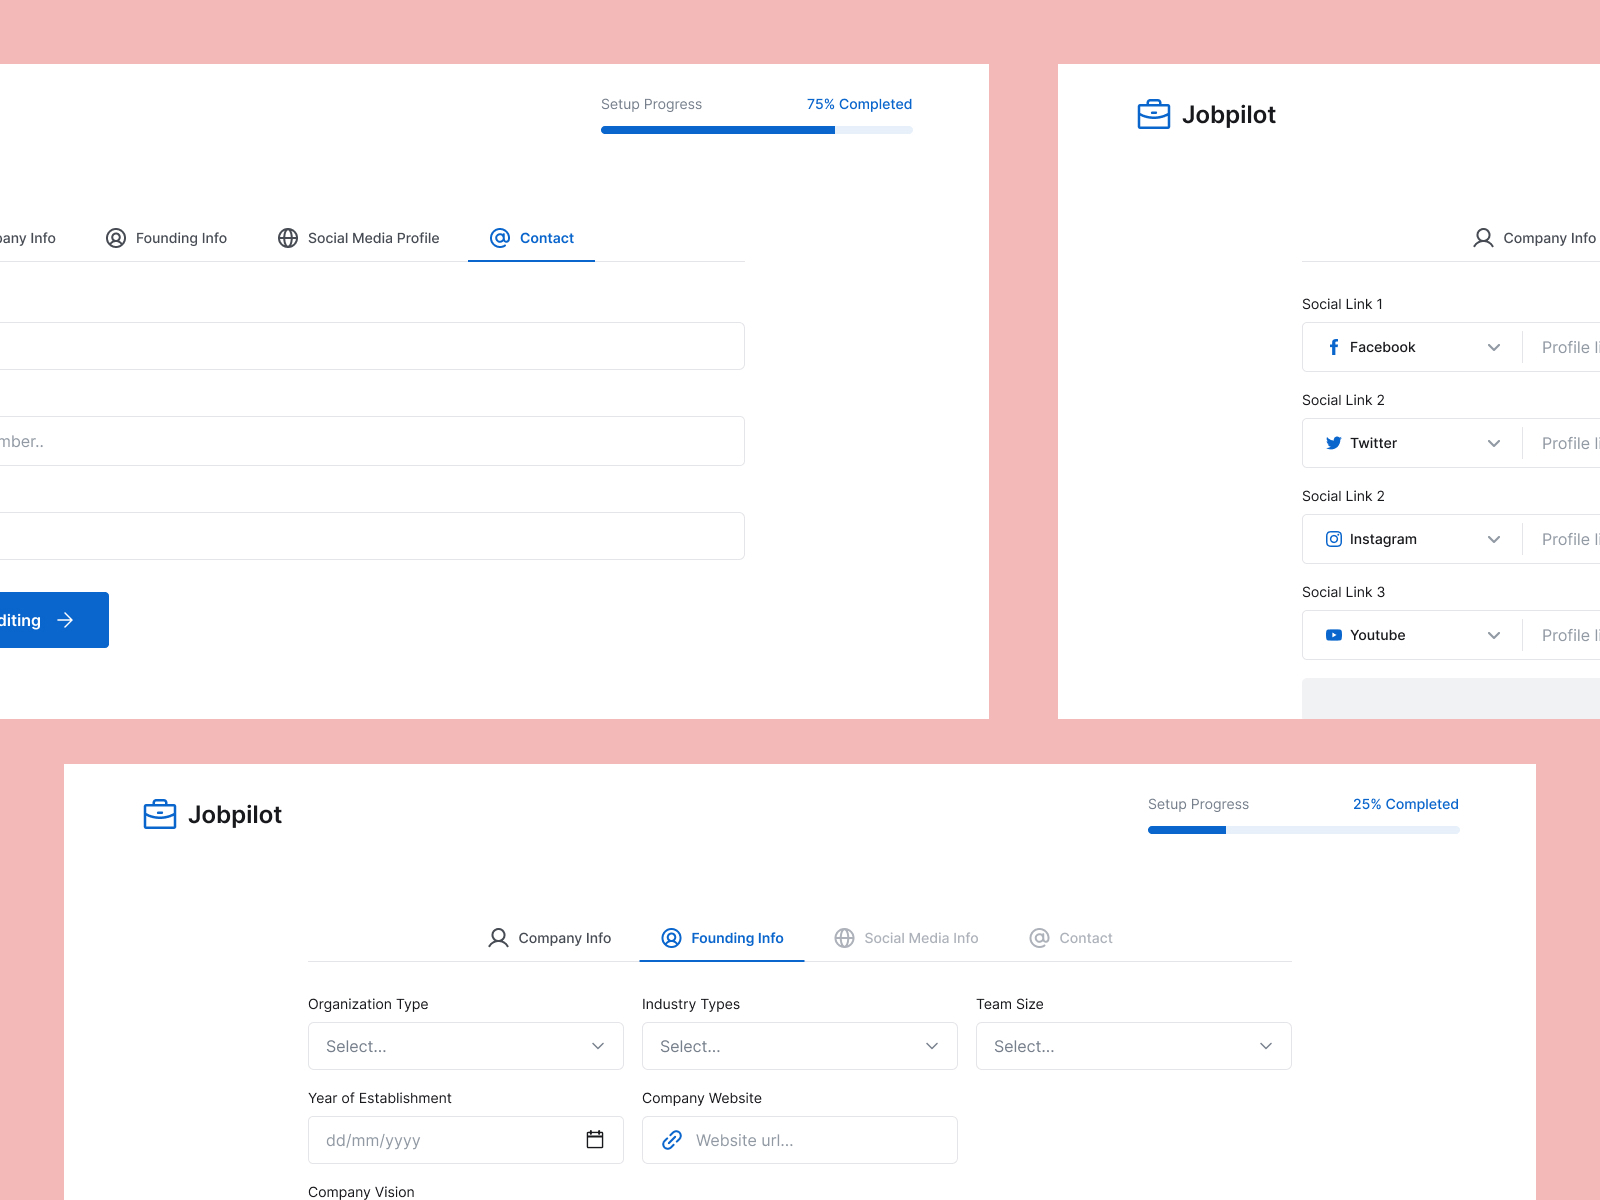 Setup Progress 75% Completed
Founding Info Social Media Profile Contact
Info
Jobpilot
Company Info
Social Link 1
Facebook Profile
Social Link 2
Twitter Profile
Social Link 2
Instagram Profile
Social Link 3
Youtube Profile
Jobpilot
Setup Progress 25% Completed
Company Info Founding Info Social Media Info Contact
Organization Type Industry Types Team Size
Select... Select... Select...
Year of Establishment Company Website
dd/mm/yyyy Website url...
Company Vision